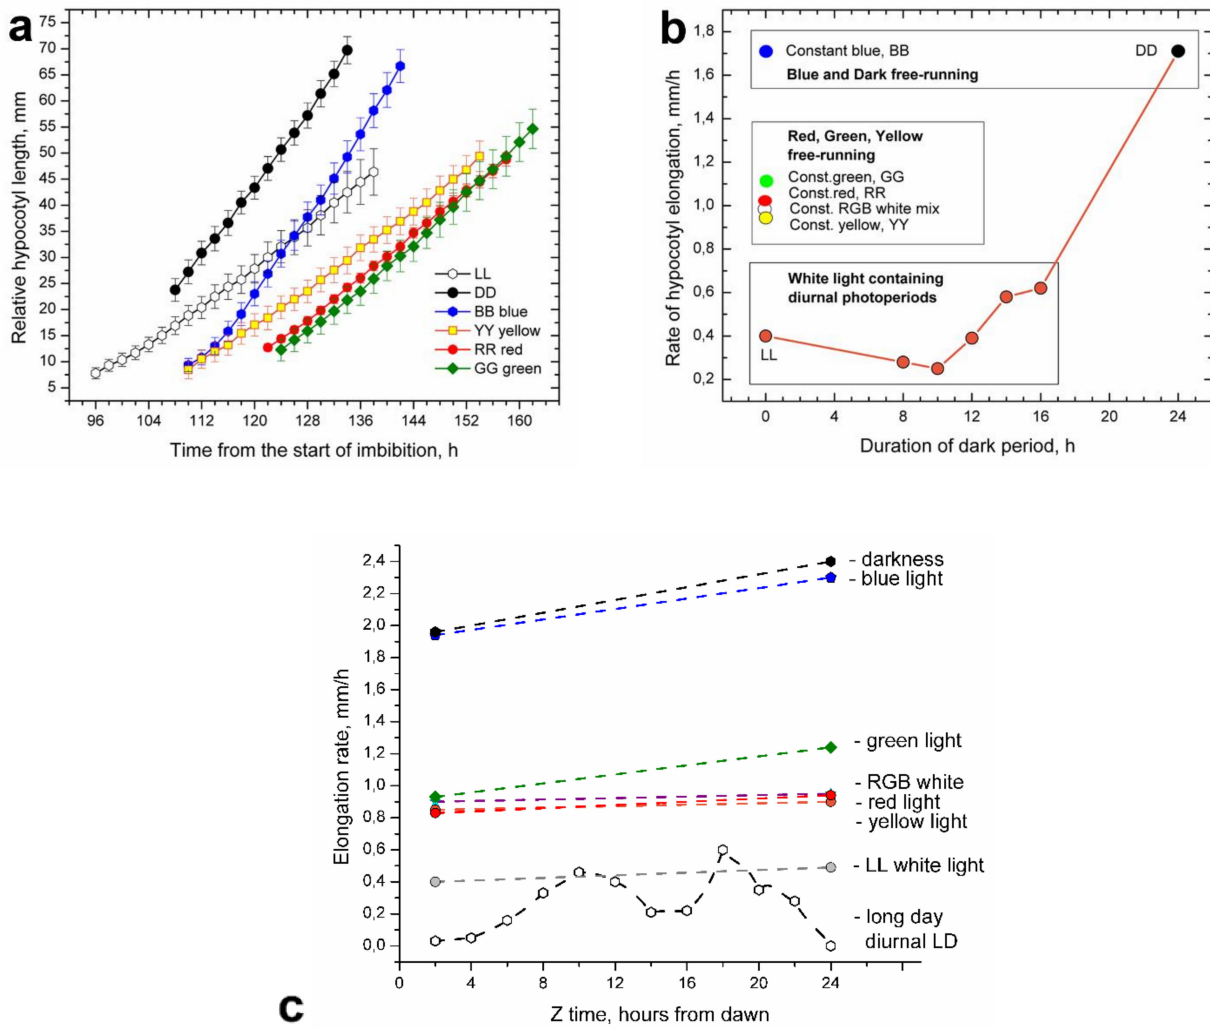 a
Relative hypocotyl length, mm
75
70
65
60
55
50
45
40
35
30
25
20
15
10
5
LL
DD
BB blue
YY yellow
RR red
GG green
96 104 112 120 128 136 144 152 160
Time from the start of imbibition, h
b
Rate of hypocotyl elongation, mm/h
1,8
1,6
1,4
1,2
1,0
0,8
0,6
0,4
0,2
Constant blue, BB
DD
Blue and Dark free-running
Red, Green, Yellow
free-running
Const.green, GG
Const.red, RR
Const. RGB white mix
Const. yellow, YY
White light containing
diurnal photoperiods
LL
0 4 8 12 16 20 24
Duration of dark period, h
c
Elongation rate, mm/h
2,4
2,2
2,0
1,8
1,6
1,4
1,2
1,0
0,8
0,6
0,4
0,2
0,0
- darkness
- blue light
- green light
- RGB white
- red light
- yellow light
- LL white light
- long day
diurnal LD
0 4 8 12 16 20 24
Z time, hours from dawn